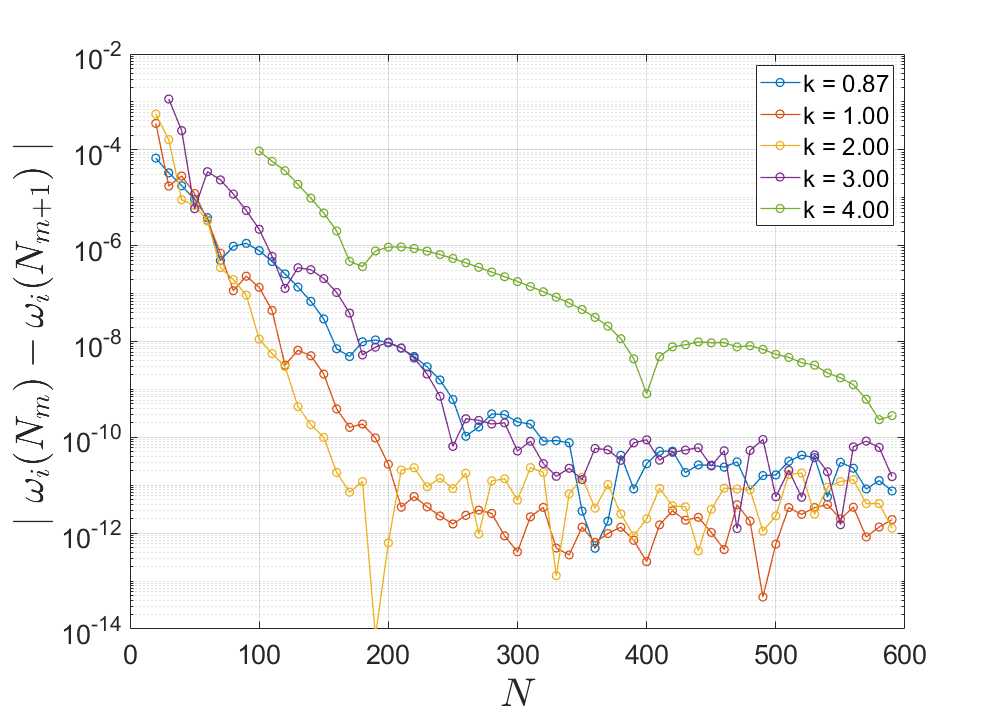 10^-2
10^-4
10^-6
10^-8
10^-10
10^-12
10^-14
0 100 200 300 400 500 600
N
| ω_i(N_m) − ω_i(N_{m+1}) |
k = 0.87
k = 1.00
k = 2.00
k = 3.00
k = 4.00